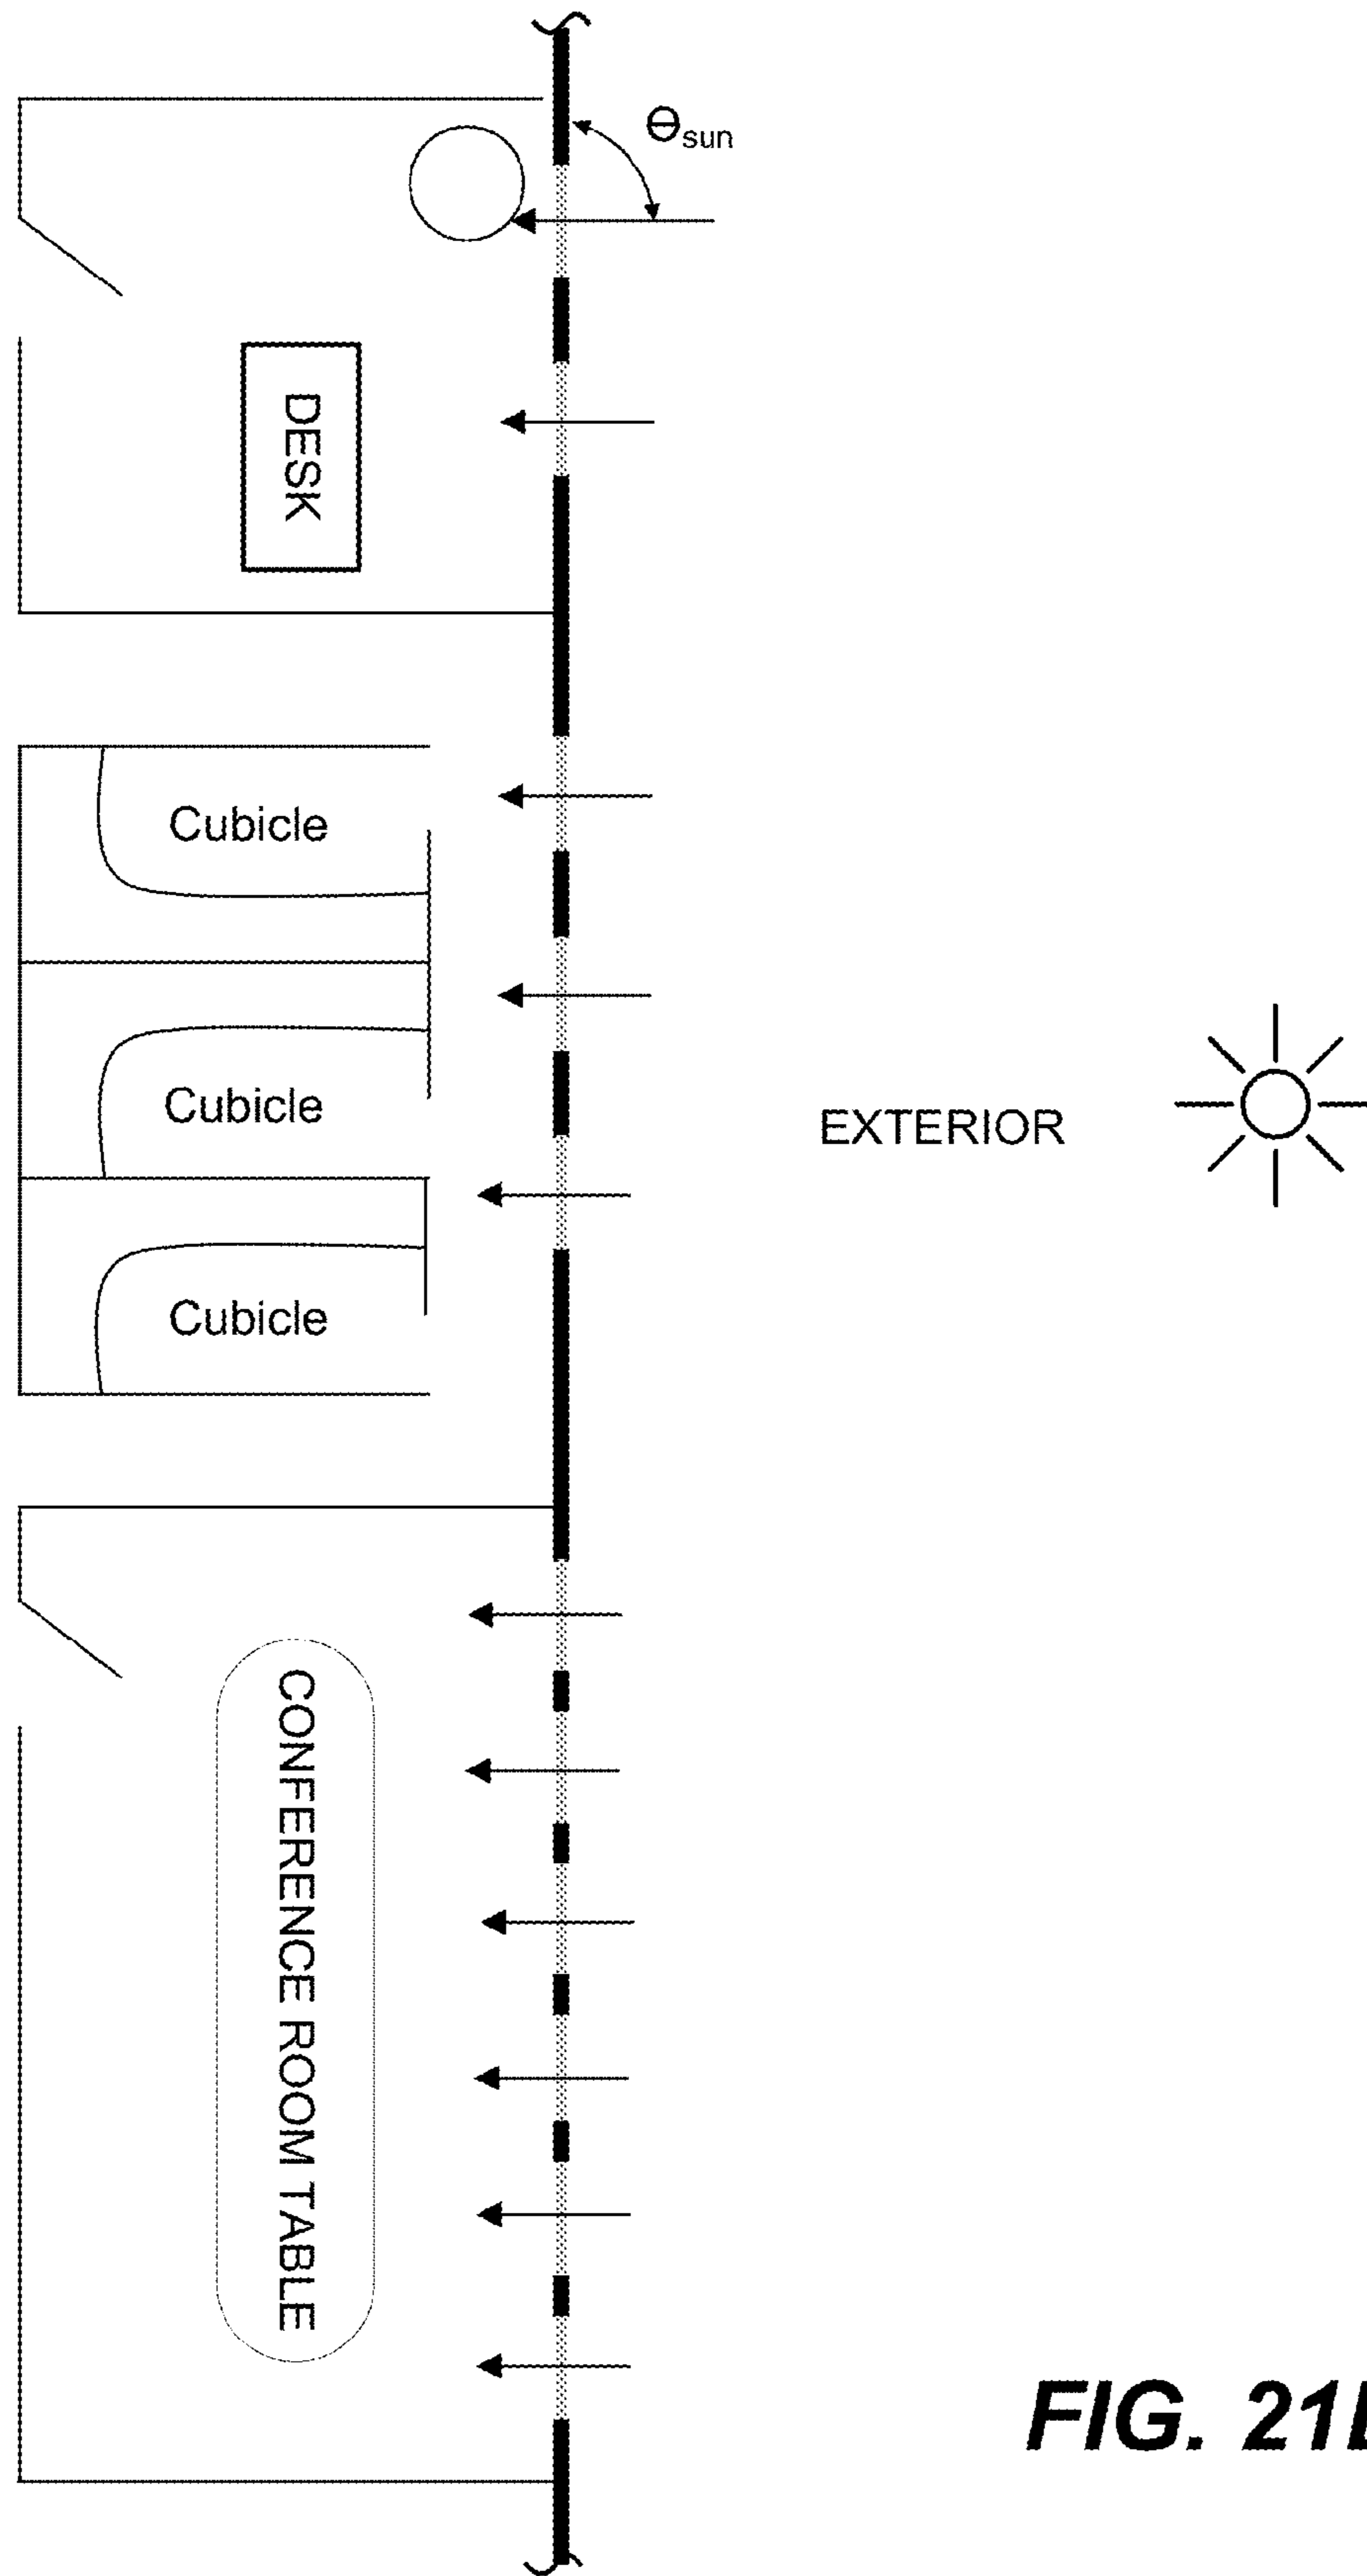 Θsun
DESK
Cubicle
Cubicle
EXTERIOR
Cubicle
CONFERENCE ROOM TABLE
FIG. 21